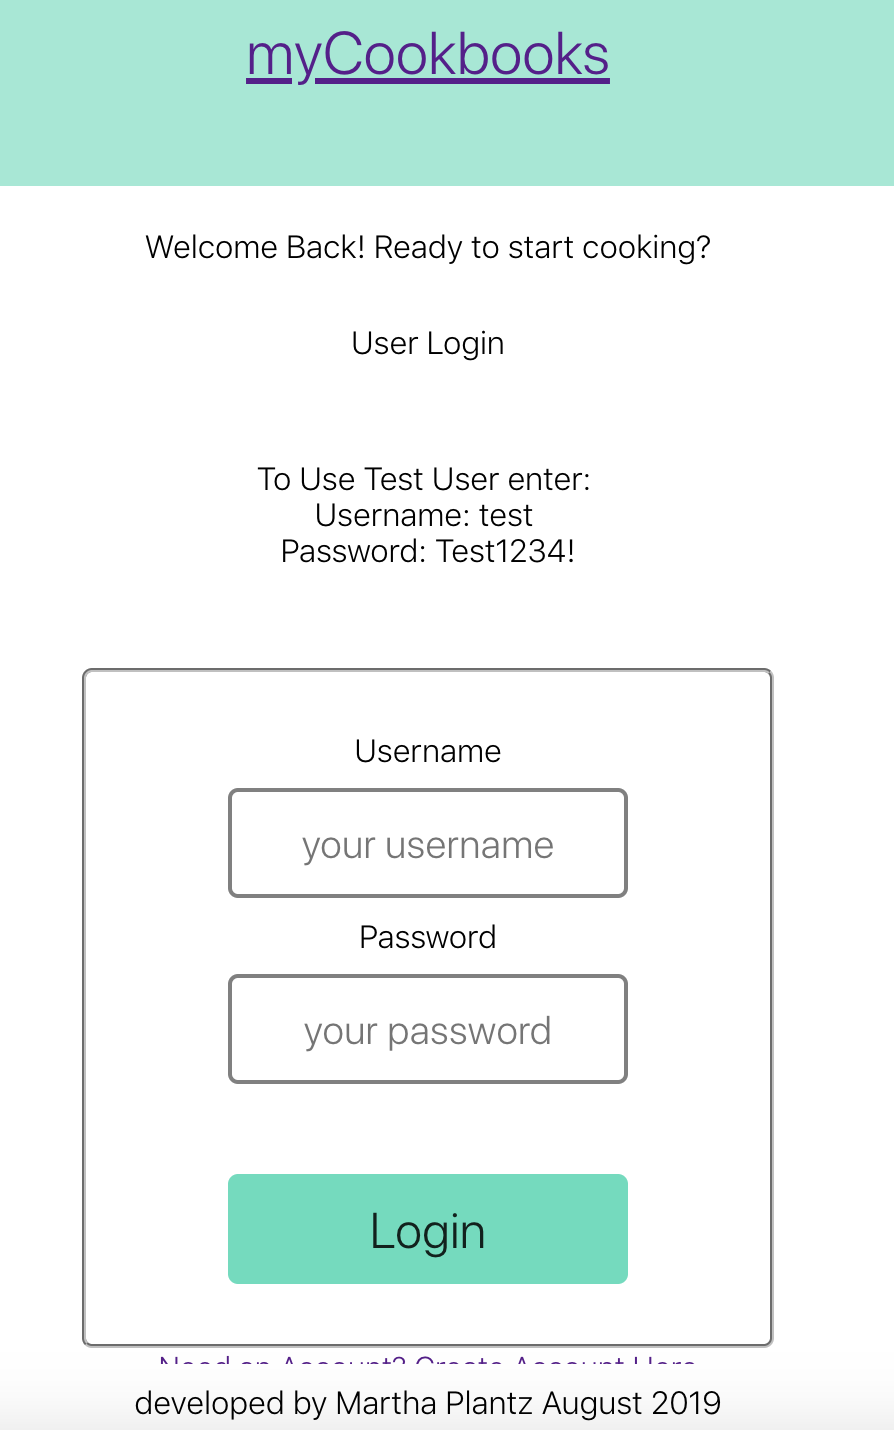 myCookbooks
Welcome Back! Ready to start cooking?
User Login
To Use Test User enter:
Username: test
Password: Test1234!
Username
your username
Password
your password
Login
Need an Account? Create Account Here
developed by Martha Plantz August 2019